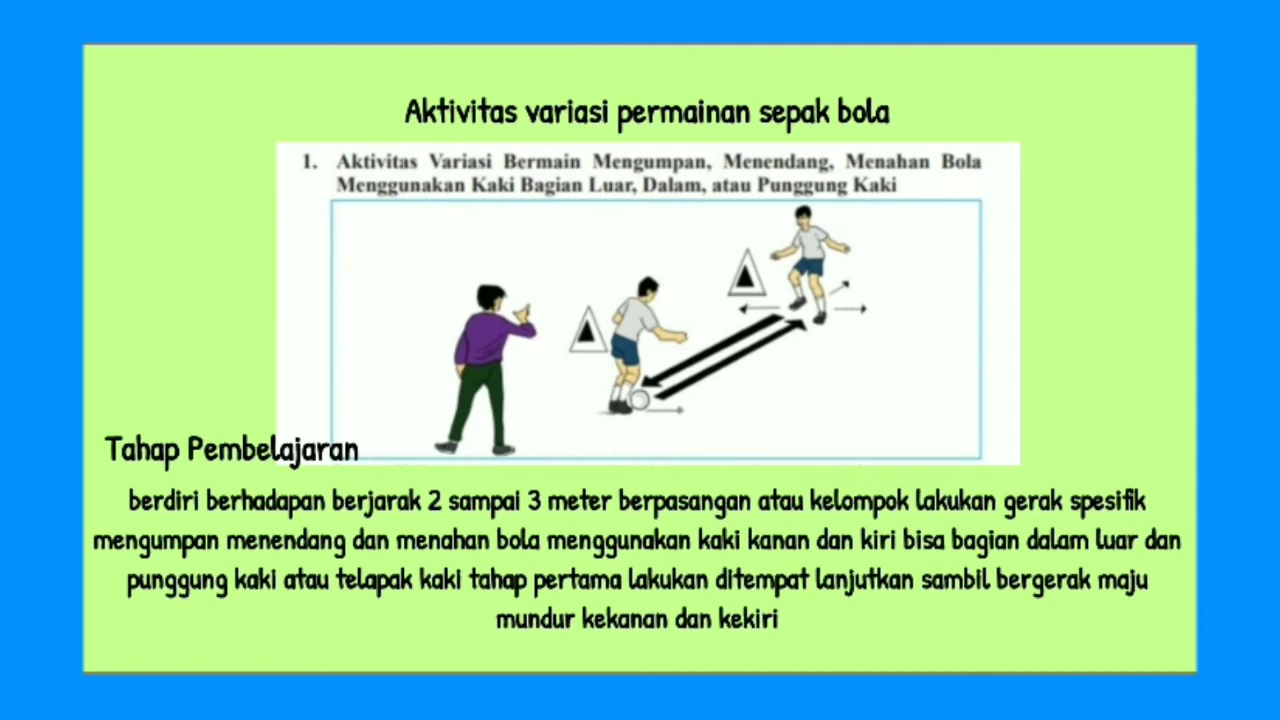 Aktivitas variasi permainan sepak bola
1. Aktivitas Variasi Bermain Mengumpan, Menendang, Menahan Bola
Menggunakan Kaki Bagian Luar, Dalam, atau Punggung Kaki
Tahap Pembelajaran
berdiri berhadapan berjarak 2 sampai 3 meter berpasangan atau kelompok lakukan gerak spesifik
mengumpan menendang dan menahan bola menggunakan kaki kanan dan kiri bisa bagian dalam luar dan
punggung kaki atau telapak kaki tahap pertama lakukan ditempat lanjutkan sambil bergerak maju
mundur kekanan dan kekiri